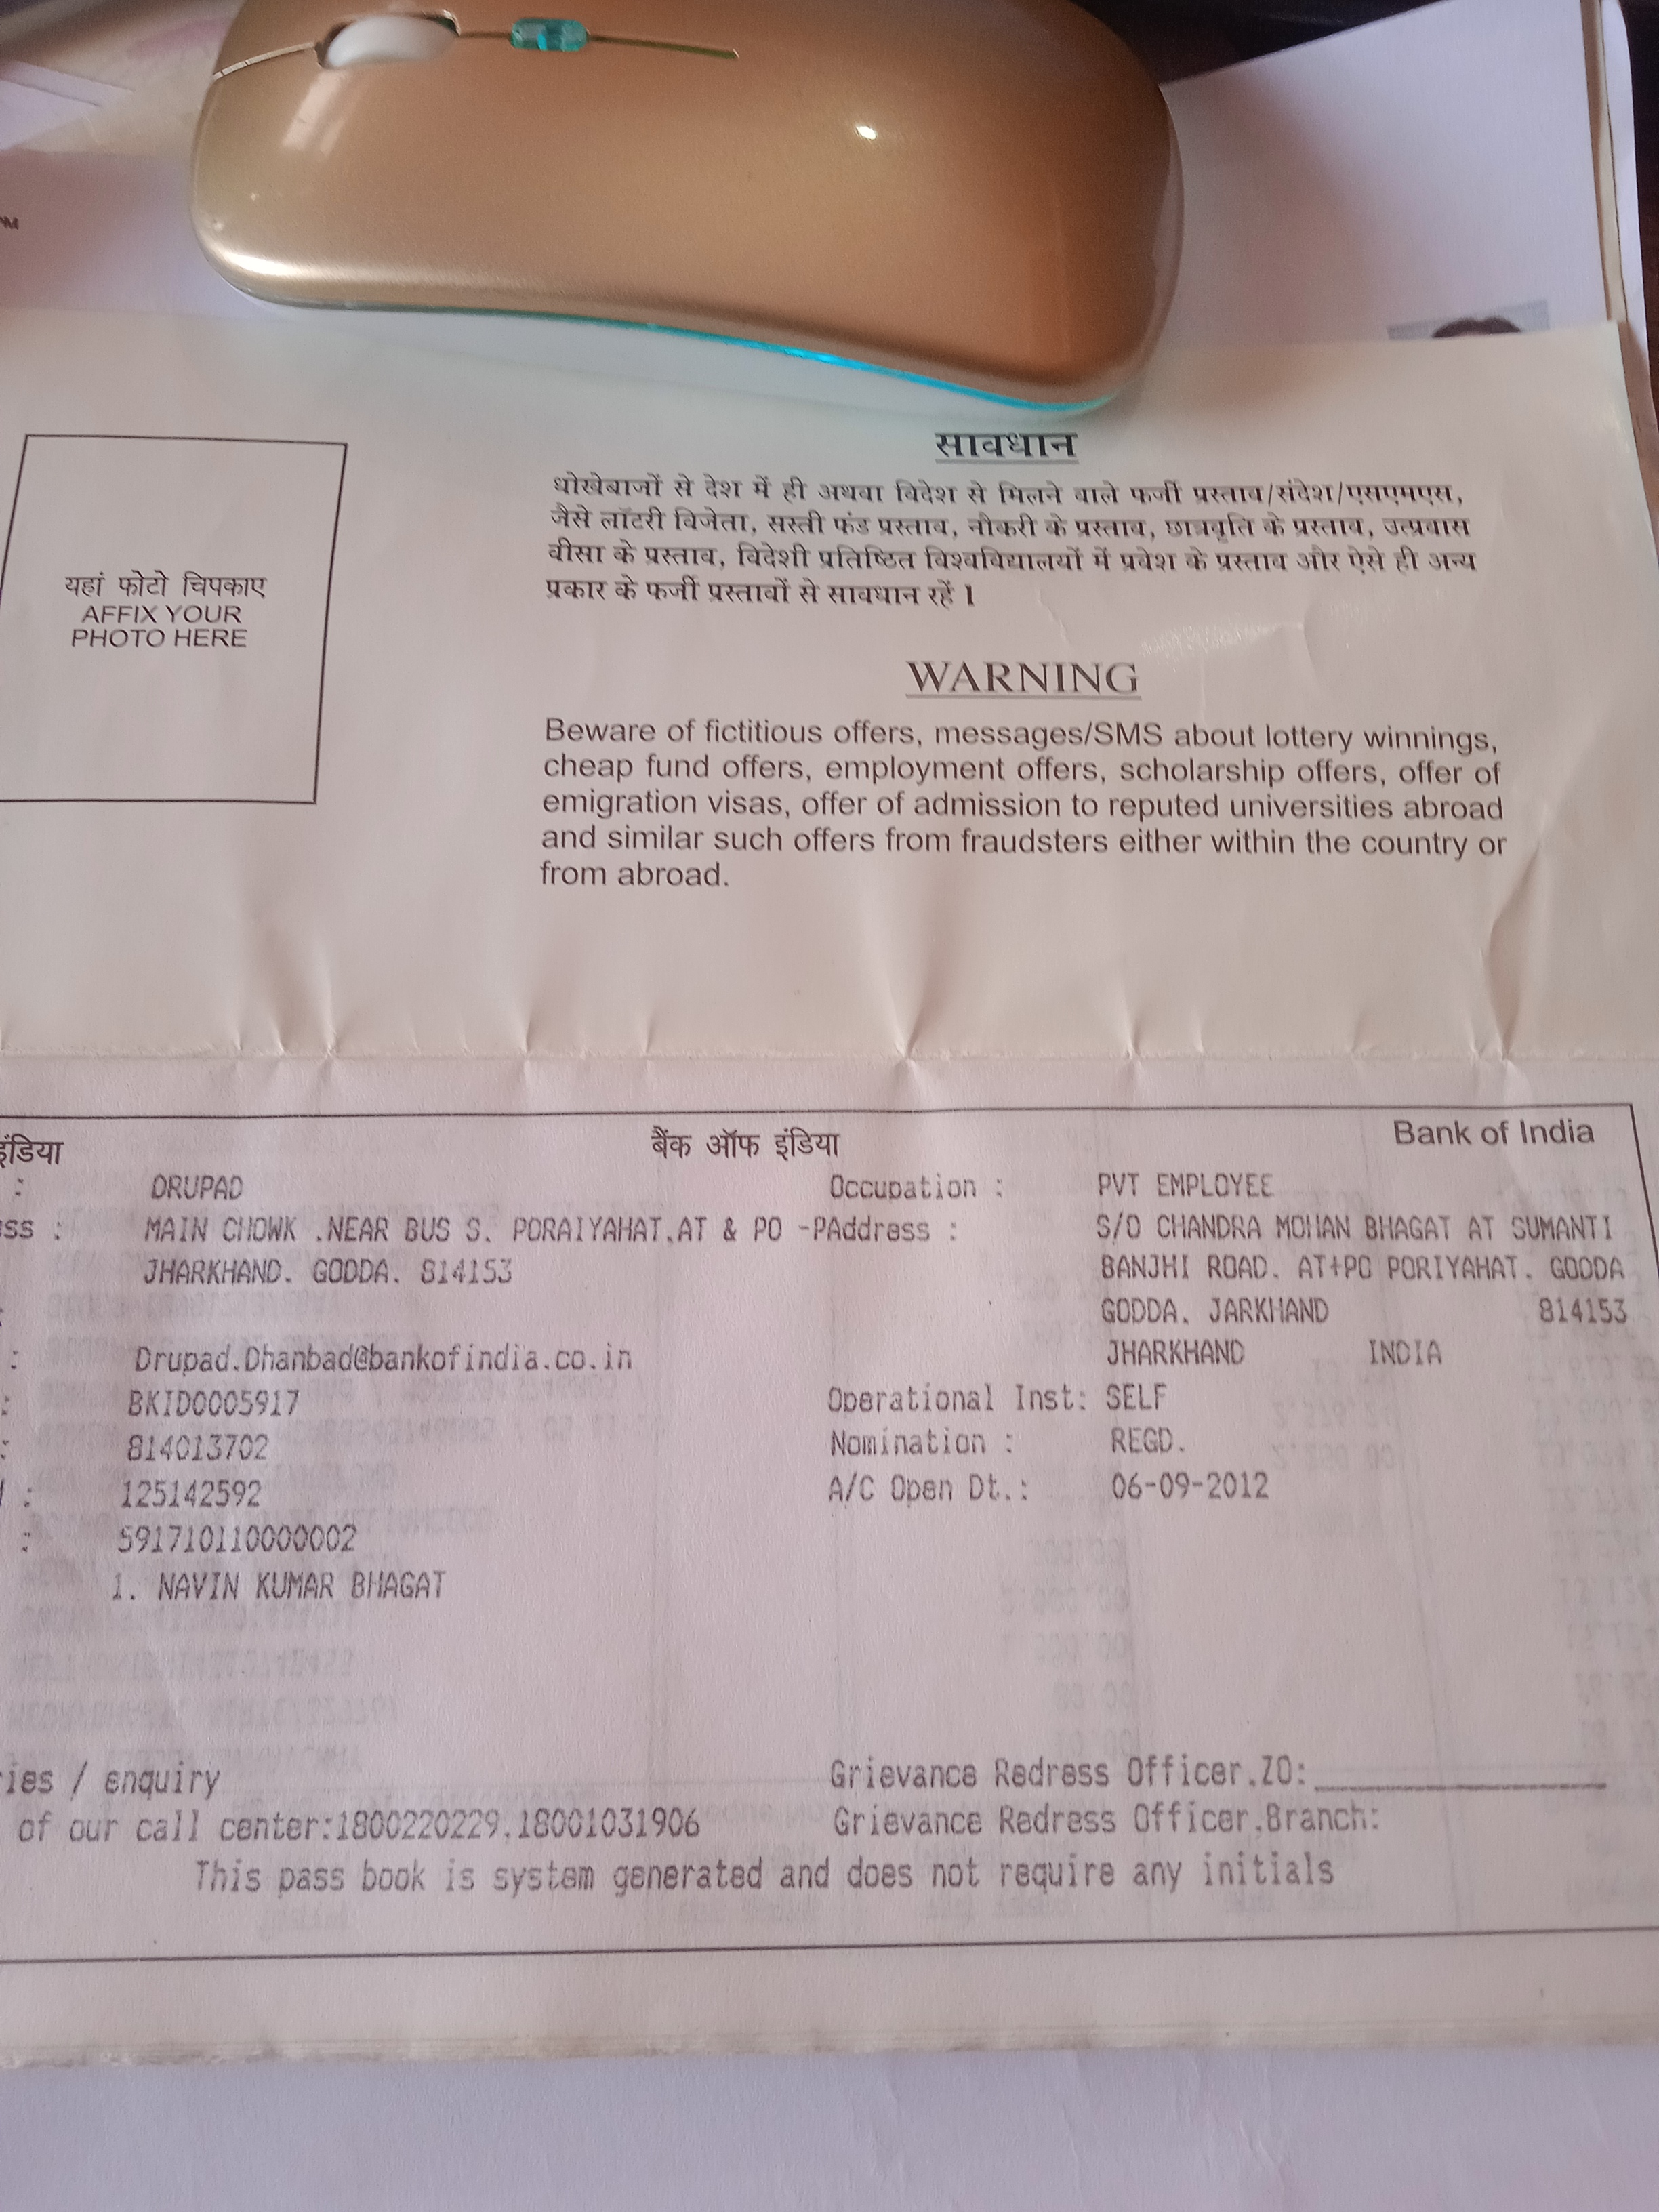 सावधान
धोखेबाजों से देश में ही अथवा विदेश से मिलने वाले फर्जी प्रस्ताव/संदेश/एसएमएस,
जैसे लॉटरी विजेता, सस्ती फंड प्रस्ताव, नौकरी के प्रस्ताव, छात्रवृति के प्रस्ताव, उत्प्रवास
वीसा के प्रस्ताव, विदेशी प्रतिष्ठित विश्वविद्यालयों में प्रवेश के प्रस्ताव और ऐसे ही अन्य
प्रकार के फर्जी प्रस्तावों से सावधान रहें ।
यहां फोटो चिपकाए
AFFIX YOUR
PHOTO HERE
WARNING
Beware of fictitious offers, messages/SMS about lottery winnings,
cheap fund offers, employment offers, scholarship offers, offer of
emigration visas, offer of admission to reputed universities abroad
and similar such offers from fraudsters either within the country or
from abroad.
इंडिया बैंक ऑफ इंडिया Bank of India
: DRUPAD Occupation : PVT EMPLOYEE
ss : MAIN CHOWK .NEAR BUS S. PORAIYAHAT.AT & PO -PAddress : S/O CHANDRA MOHAN BHAGAT AT SUMANTI
JHARKHAND. GODDA. 814153 BANJHI ROAD. AT+PO PORIYAHAT. GODDA
GODDA. JARKHAND 814153
: Drupad.Dhanbad@bankofindia.co.in JHARKHAND INDIA
: BKID0005917 Operational Inst: SELF
: 814013702 Nomination : REGD.
: 125142592 A/C Open Dt.: 06-09-2012
: 591710110000002
1. NAVIN KUMAR BHAGAT
ries / enquiry Grievance Redress Officer.ZO:
of our call center:1800220229.18001031906 Grievance Redress Officer.Branch:
This pass book is system generated and does not require any initials